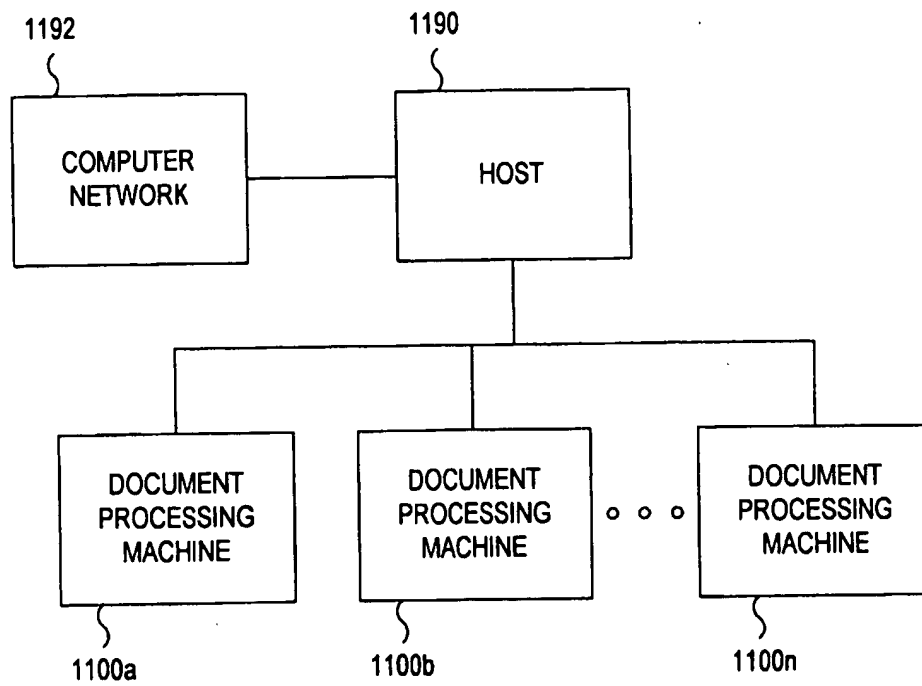 1192
1190
COMPUTER
NETWORK
HOST
DOCUMENT
PROCESSING
MACHINE
DOCUMENT
PROCESSING
MACHINE
DOCUMENT
PROCESSING
MACHINE
1100a
1100b
1100n